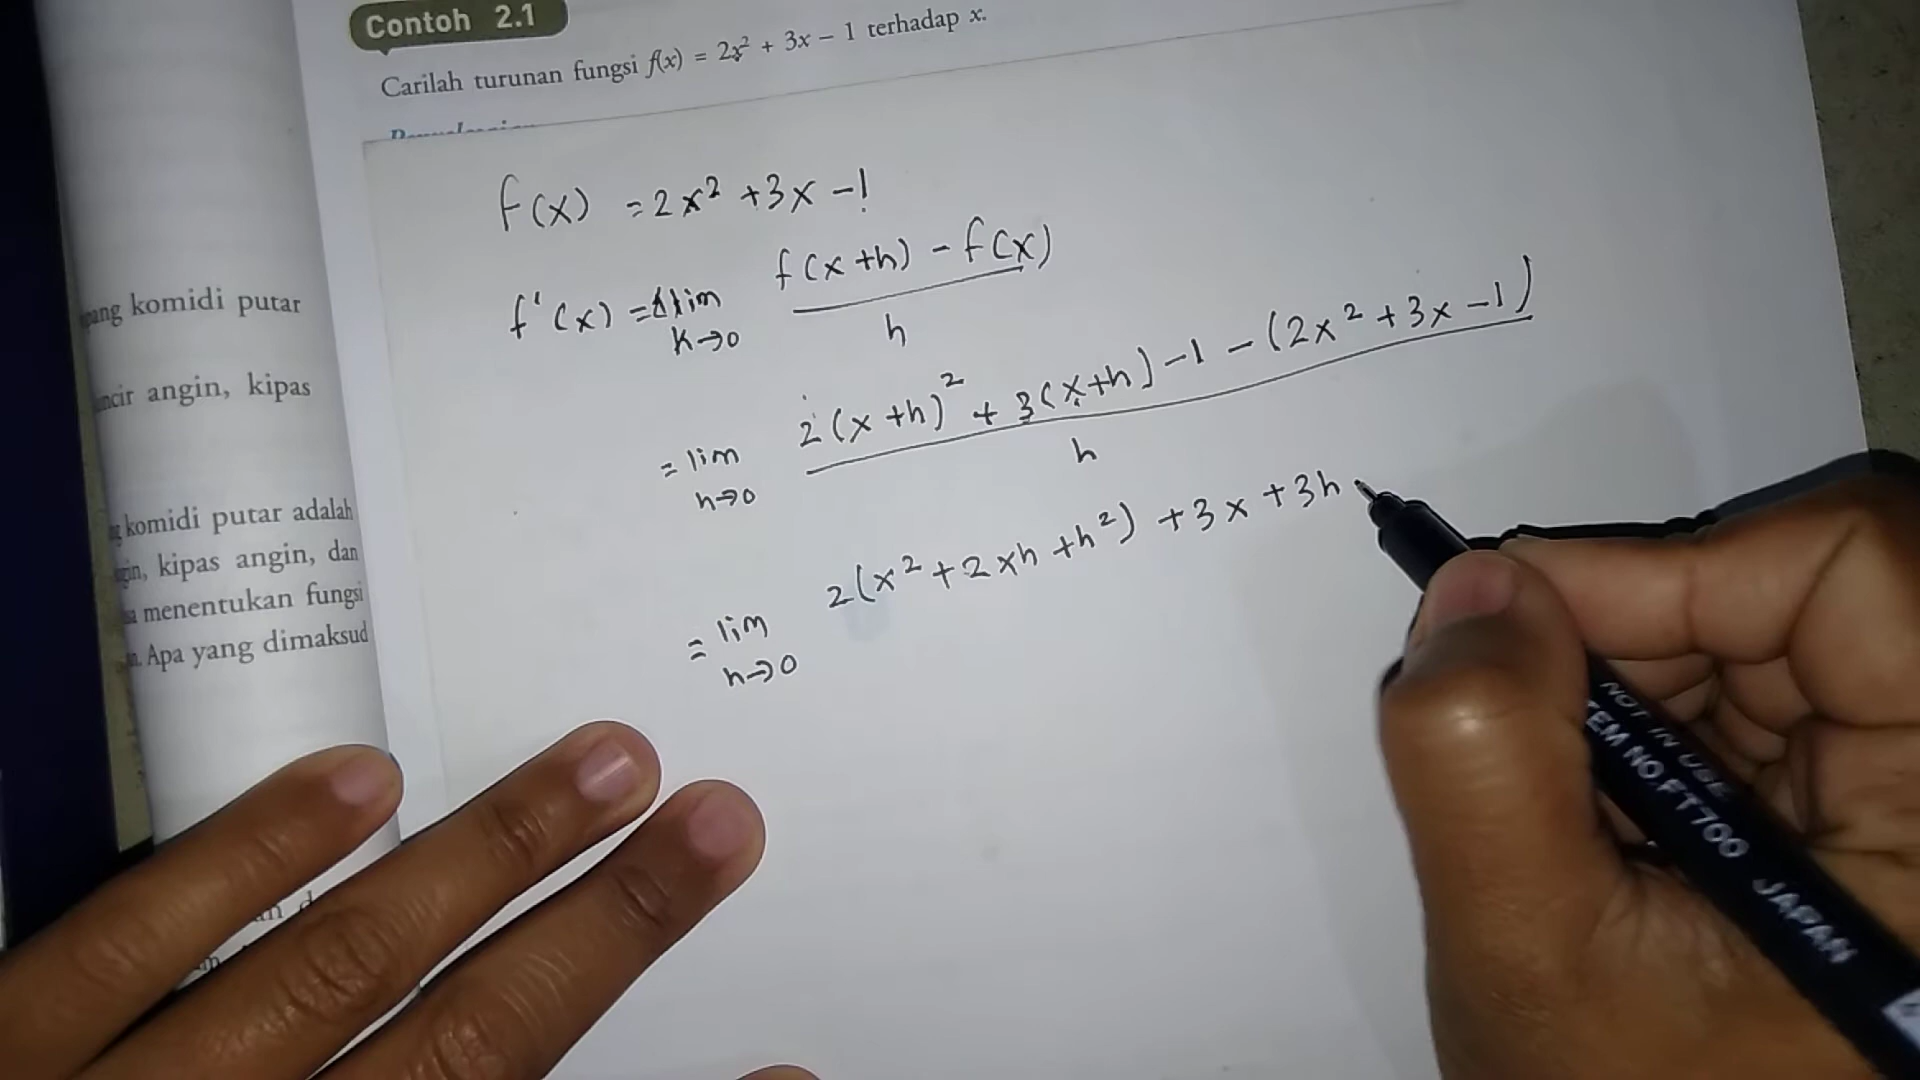 Contoh 2.1
Carilah turunan fungsi f(x) = 2x² + 3x – 1 terhadap x.
f(x) = 2x² + 3x – 1
f'(x) = lim h→0 f(x+h) – f(x) / h
= lim h→0 2(x+h)² + 3(x+h) – 1 – (2x² + 3x – 1) / h
= lim h→0 2(x² + 2xh + h²) + 3x + 3h
komidi putar
angin, kipas
komidi putar adalah
kipas angin, dan
menentukan fungsi
Apa yang dimaksud
NOT IN USE
TEM NO.FT700 JAPAN